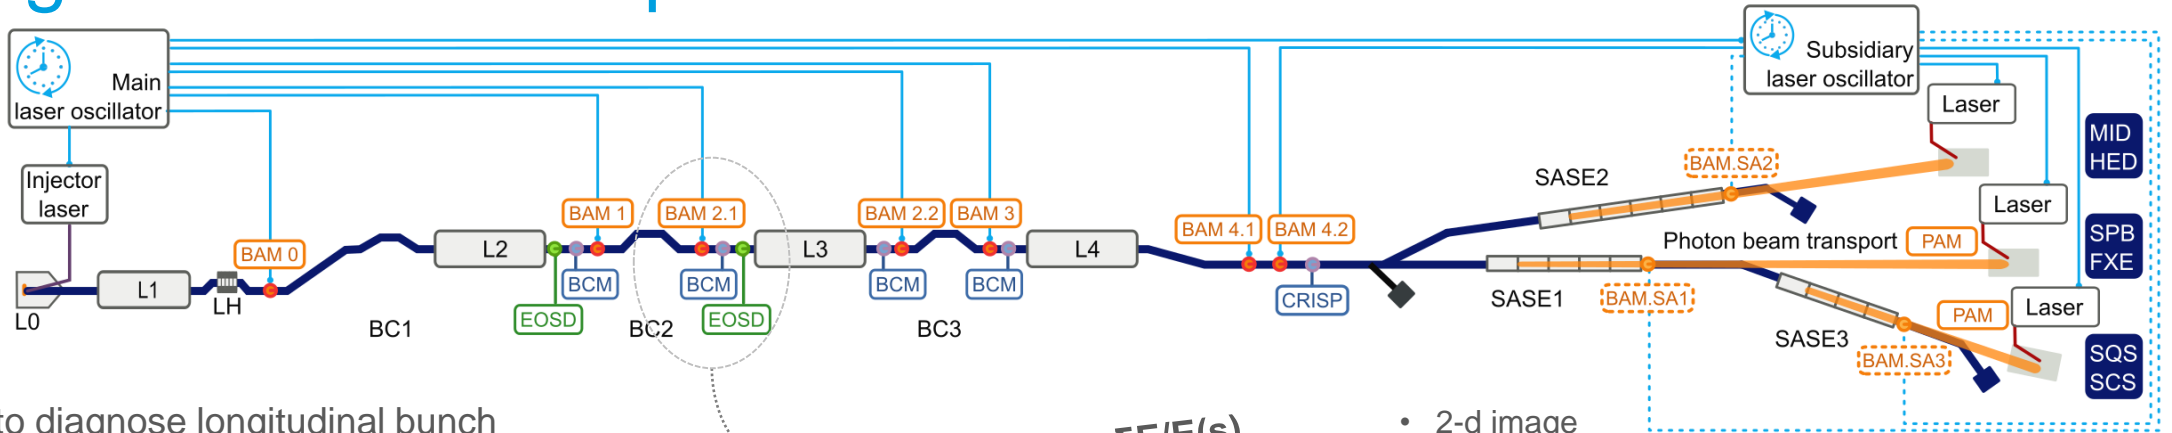 Main
laser oscillator
Subsidiary
laser oscillator
Laser
MID
HED
Injector
laser
BAM.SA2
SASE2
Laser
BAM 0
BAM 1
BAM 2.1
BAM 2.2
BAM 3
BAM 4.1
BAM 4.2
Photon beam transport
PAM
SPB
FXE
L0
L1
LH
L2
L3
L4
BCM
BCM
BCM
BCM
CRISP
SASE1
BAM.SA1
Laser
PAM
EOSD
EOSD
BC1
BC2
BC3
SASE3
BAM.SA3
SQS
SCS
to diagnose longitudinal bunch
• 2-d image